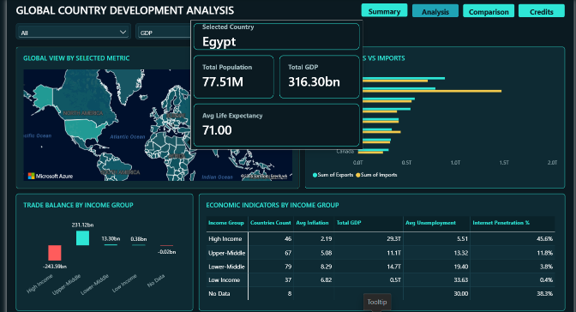 GLOBAL COUNTRY DEVELOPMENT ANALYSIS
Summary
Analysis
Comparison
Credits
All
GDP
Selected Country
Egypt
Total Population
77.51M
Total GDP
316.30bn
Avg Life Expectancy
71.00
GLOBAL VIEW BY SELECTED METRIC
S VS IMPORTS
Atlantic Ocean
Indian Ocean
Microsoft Azure
Canada
0.0T
0.5T
1.0T
1.5T
2.0T
Sum of Exports
Sum of Imports
TRADE BALANCE BY INCOME GROUP
231.12bn
13.30bn
0.38bn
-0.02bn
-243.59bn
High Income
Upper-Middle
Lower-Middle
Low Income
No Data
ECONOMIC INDICATORS BY INCOME GROUP
Income Group Countries Count Avg Inflation Total GDP Avg Unemployment Internet Penetration %
High Income 46 2.19 29.3T 5.51 45.6%
Upper-Middle 67 5.08 11.1T 13.32 11.8%
Lower-Middle 79 8.29 14.7T 19.40 3.8%
Low Income 37 6.82 0.5T 33.63 0.4%
No Data 8 30.00 38.3%
Tooltip